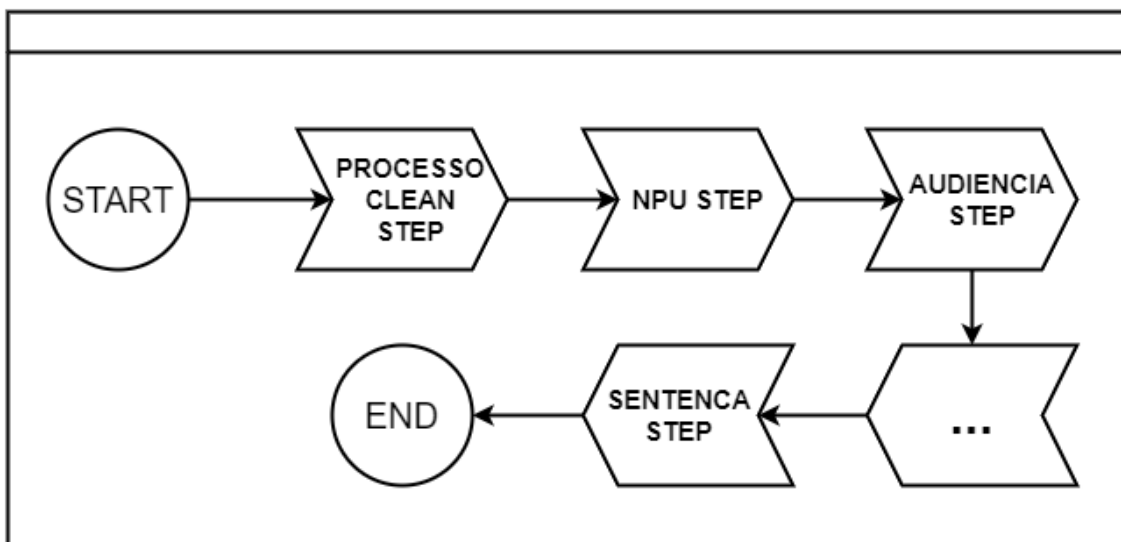 START
PROCESSO
CLEAN
STEP
NPU STEP
AUDIENCIA
STEP
...
SENTENCA
STEP
END